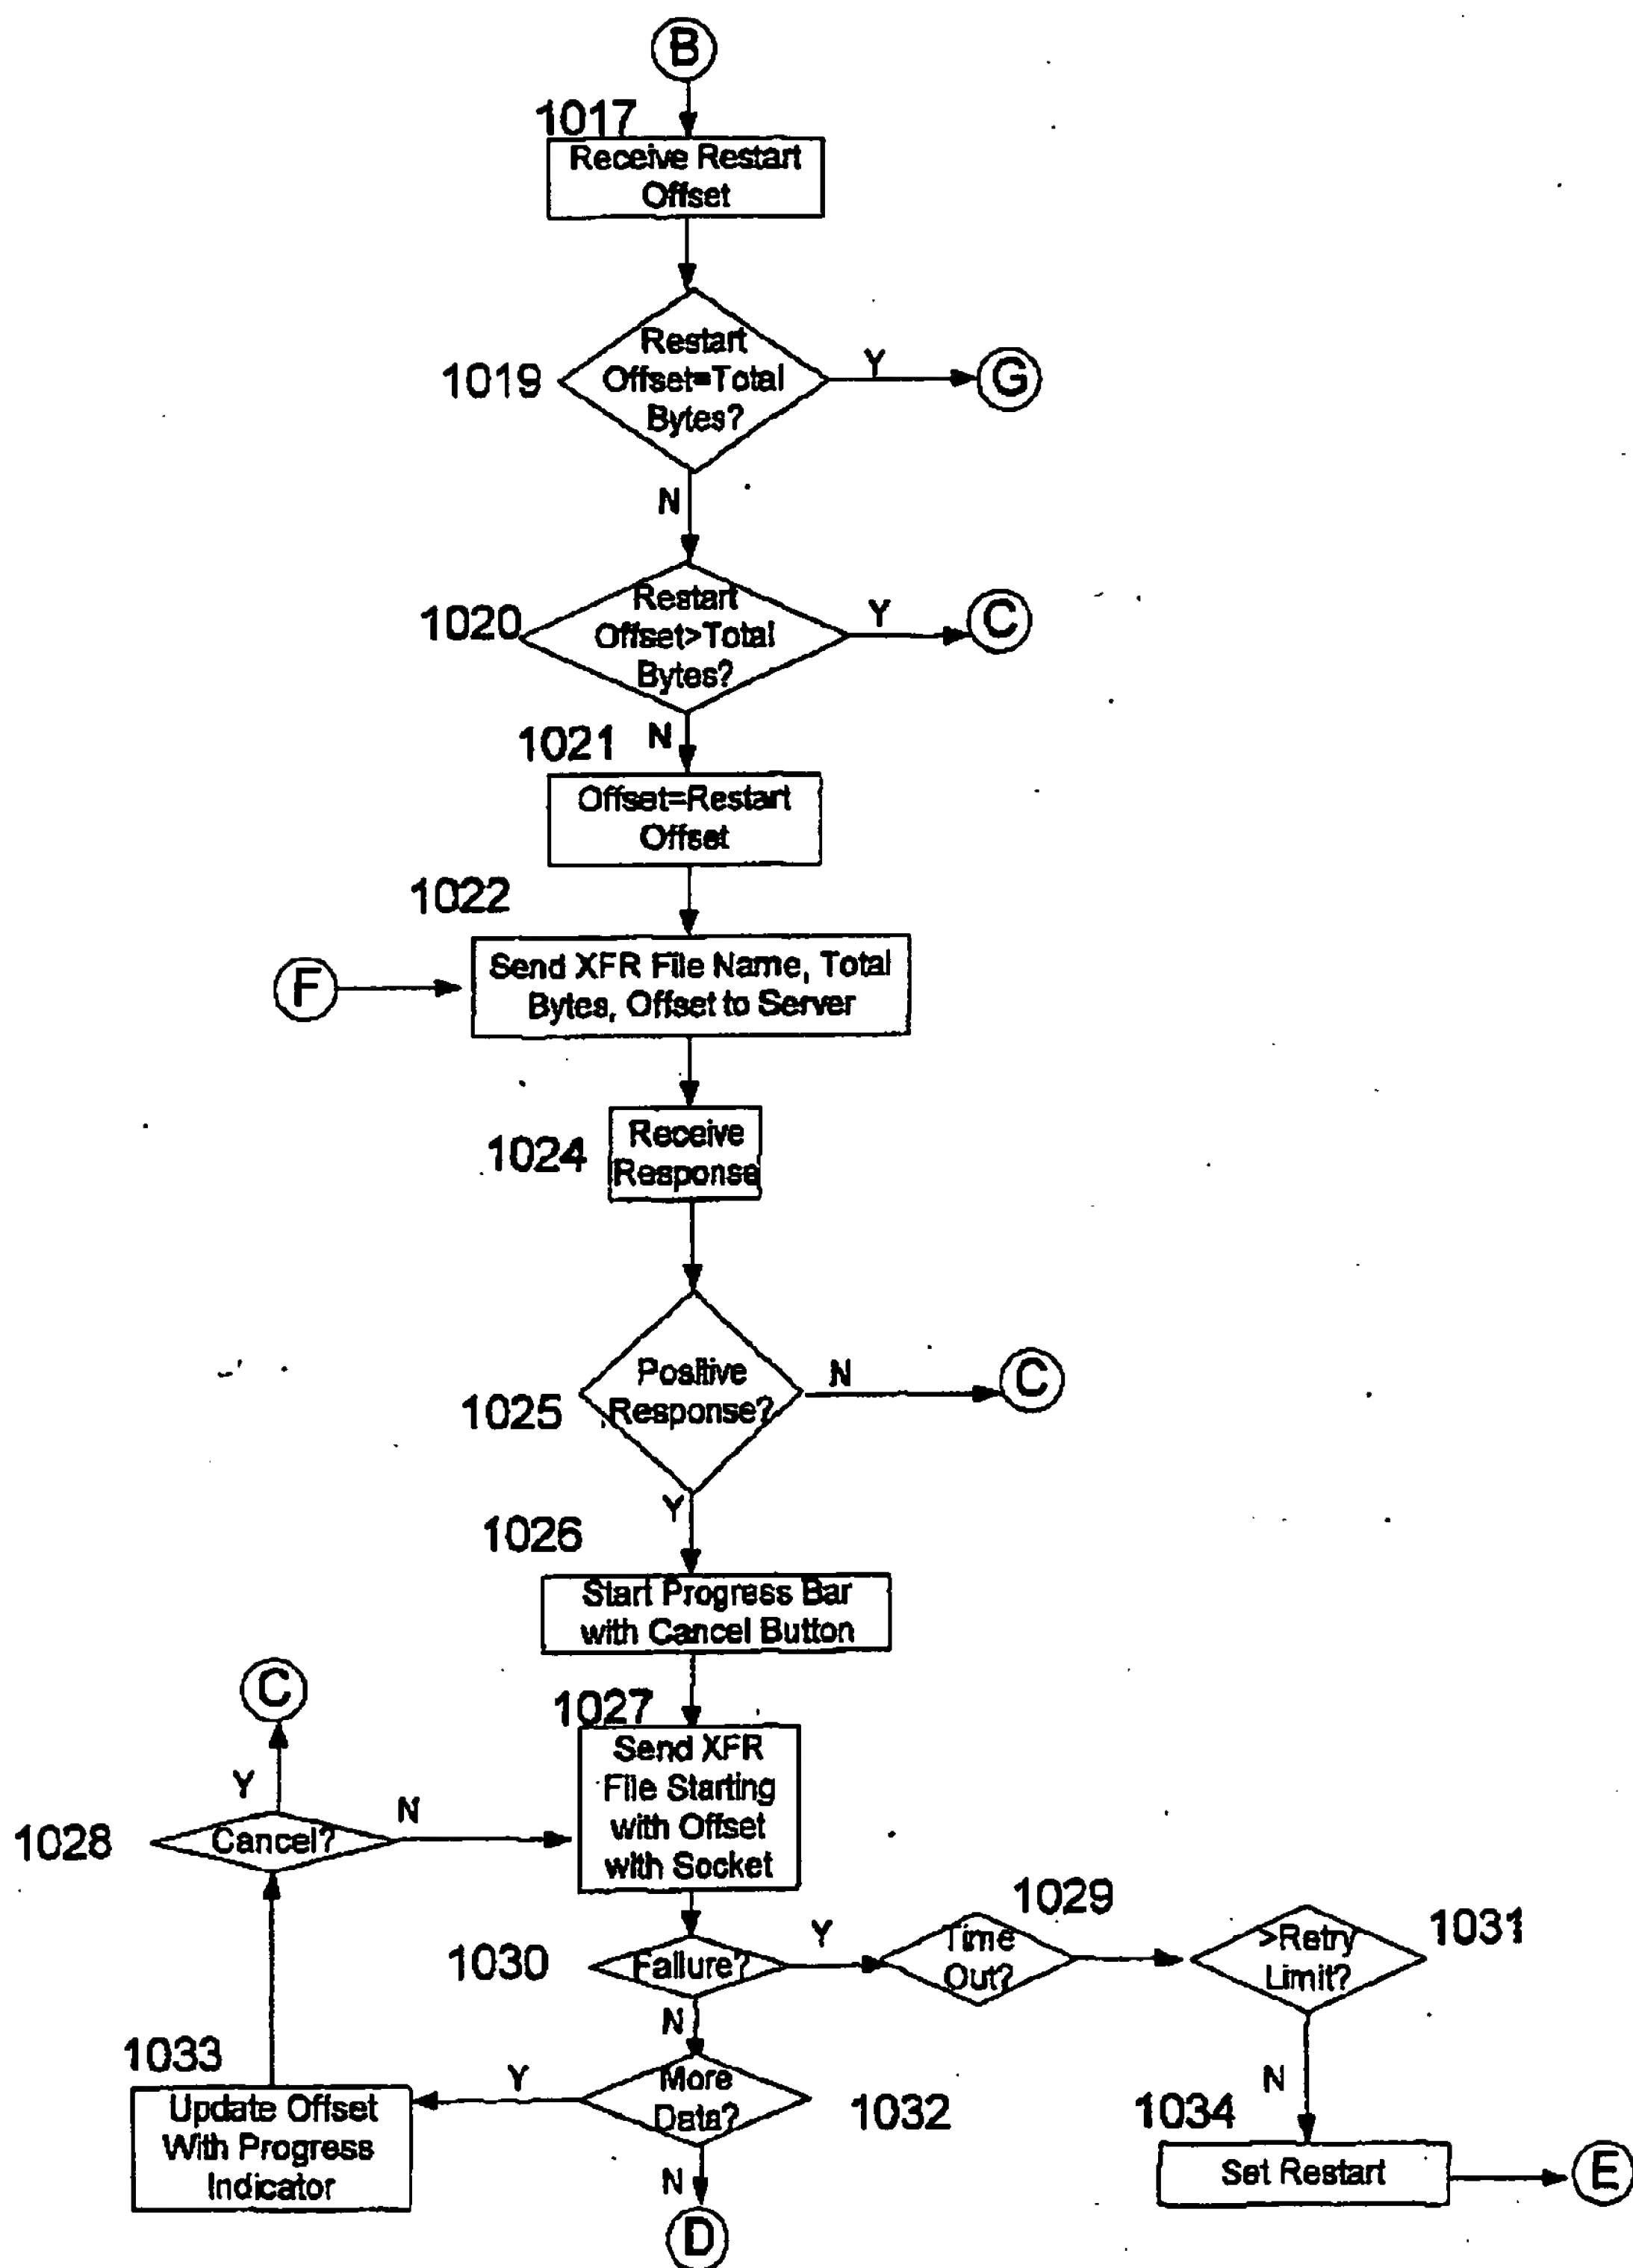 B
1017
Receive Restart
Offset
Restart
1019
Offset=Total
Bytes?
Y
G
N
Restart
1020
Offset>Total
Bytes?
Y
C
1021
N
Offset=Restart
Offset
1022
F
Send XFR File Name, Total
Bytes, Offset to Server
1024
Receive
Response
1025
Positive
Response?
N
C
Y
1026
Start Progress Bar
with Cancel Button
C
1027
Send XFR
File Starting
with Offset
with Socket
Y
1028
Cancel?
N
1030
Failure?
Y
1029
Time
Out?
>Retry
Limit?
1031
N
1033
Update Offset
With Progress
Indicator
Y
More
Data?
1032
N
1034
Set Restart
E
N
D